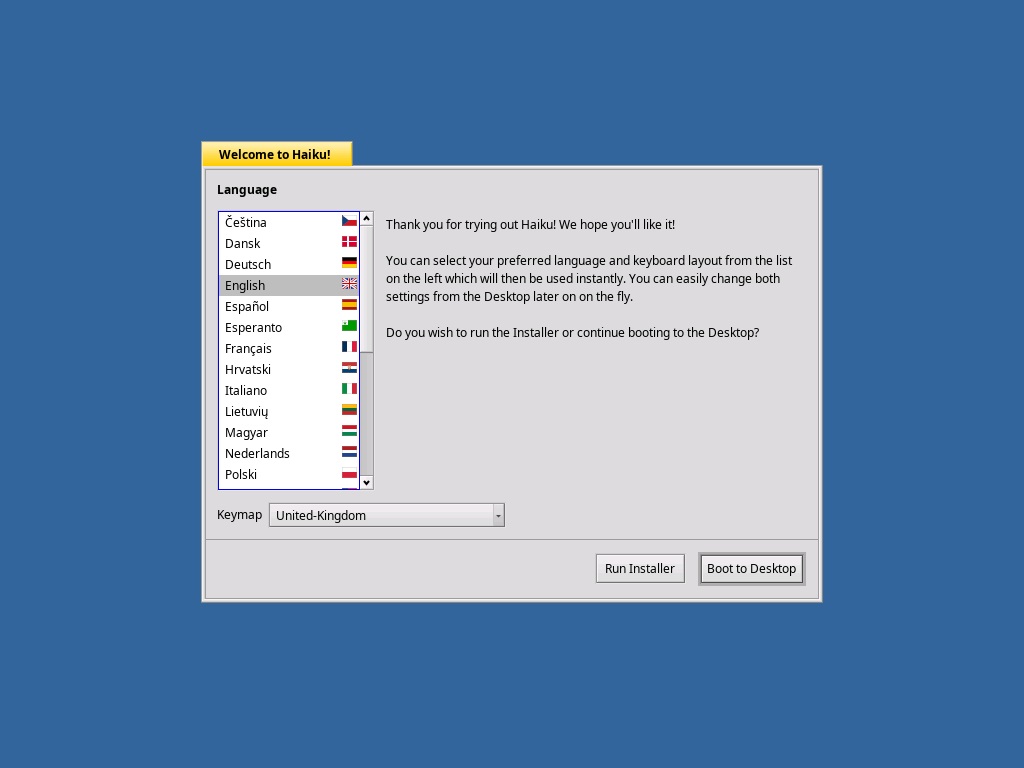 Welcome to Haiku!
Language
Čeština
Dansk
Deutsch
English
Español
Esperanto
Français
Hrvatski
Italiano
Lietuvių
Magyar
Nederlands
Polski
Thank you for trying out Haiku! We hope you'll like it!
You can select your preferred language and keyboard layout from the list
on the left which will then be used instantly. You can easily change both
settings from the Desktop later on on the fly.
Do you wish to run the Installer or continue booting to the Desktop?
Keymap United-Kingdom
Run Installer Boot to Desktop